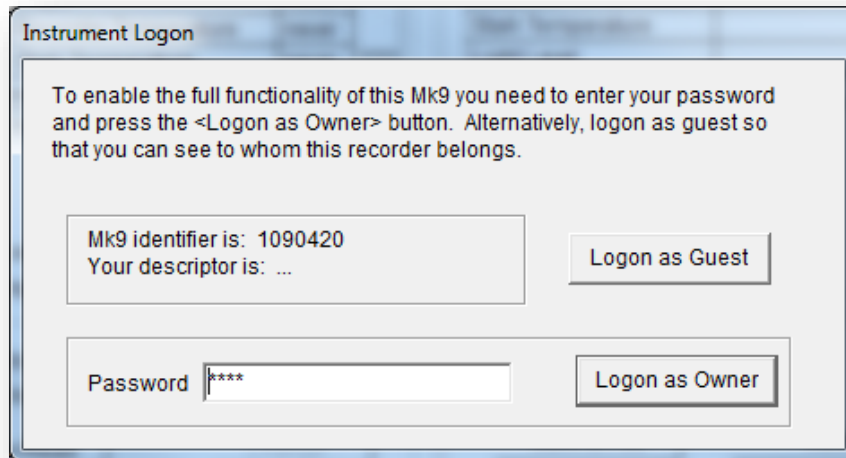 Instrument Logon
To enable the full functionality of this Mk9 you need to enter your password
and press the <Logon as Owner> button.  Alternatively, logon as guest so
that you can see to whom this recorder belongs.
Mk9 identifier is:  1090420
Your descriptor is:  ...
Logon as Guest
Password
****
Logon as Owner